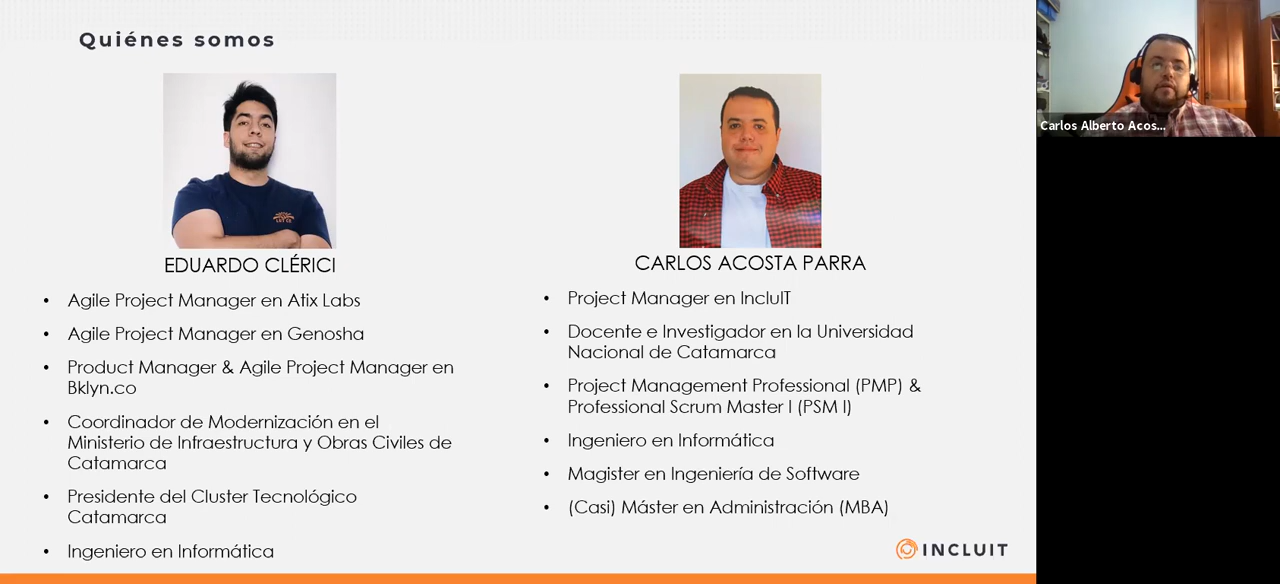 Quiénes somos
EDUARDO CLÉRICI
• Agile Project Manager en Atix Labs
• Agile Project Manager en Genosha
• Product Manager & Agile Project Manager en
Bklyn.co
• Coordinador de Modernización en el
Ministerio de Infraestructura y Obras Civiles de
Catamarca
• Presidente del Cluster Tecnológico
Catamarca
• Ingeniero en Informática
CARLOS ACOSTA PARRA
• Project Manager en IncluIT
• Docente e Investigador en la Universidad
Nacional de Catamarca
• Project Management Professional (PMP) &
Professional Scrum Master I (PSM I)
• Ingeniero en Informática
• Magister en Ingeniería de Software
• (Casi) Máster en Administración (MBA)
INCLUIT
Carlos Alberto Acos...